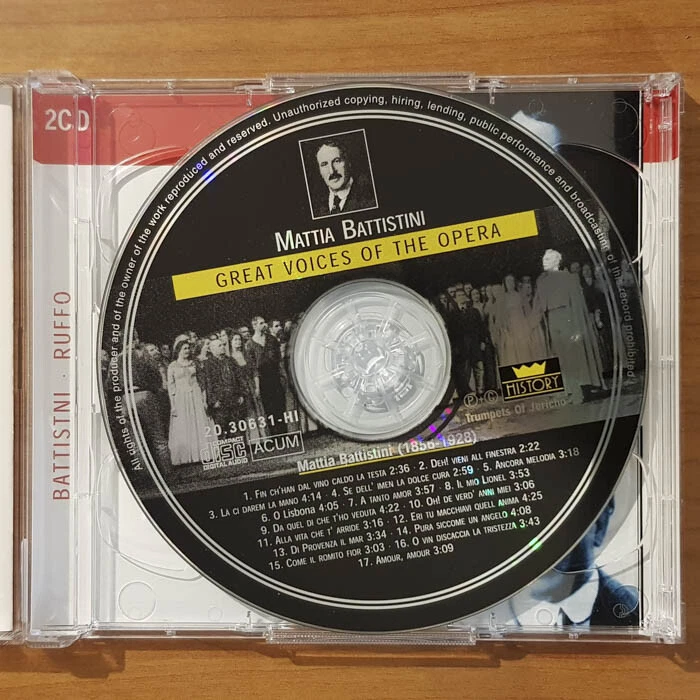 2CD
BATTISTNI · RUFFO
All rights of the producer and of the owner of the work reproduced and reserved. Unauthorized copying, hiring, lending, public performance and broadcastion of this record prohibited
MATTIA BATTISTINI
GREAT VOICES OF THE OPERA
HISTORY
20.30631-HI
COMPACT
disc
DIGITAL AUDIO
ACUM
P + C
Trumpets Of Jericho
Mattia Battistini (1856-1928)
1. FIN CH'HAN DAL VINO CALDO LA TESTA 2:36 · 2. DEH! VIENI ALL FINESTRA 2:22
3. LA CI DAREM LA MANO 4:14 · 4. SE DELL' IMEN LA DOLCE CURA 2:59 · 5. ANCORA MELODIA 3:18
6. O LISBONA 4:05 · 7. A TANTO AMOR 3:57 · 8. IL MIO LIONEL 3:53
9. DA QUEL DI CHE T'HO VEDUTA 4:22 · 10. OH! DE VERD' ANNI MIEI 3:06
11. ALLA VITA CHE T' ARRIDE 3:16 · 12. ERI TU MACCHIAVI QUELL ANIMA 4:25
13. DI PROVENZA IL MAR 3:34 · 14. PURA SICCOME UN ANGELO 4:08
15. COME IL ROMITO FIOR 3:03 · 16. O VIN DISCACCIA LA TRISTEZZA 3:43
17. AMOUR, AMOUR 3:09